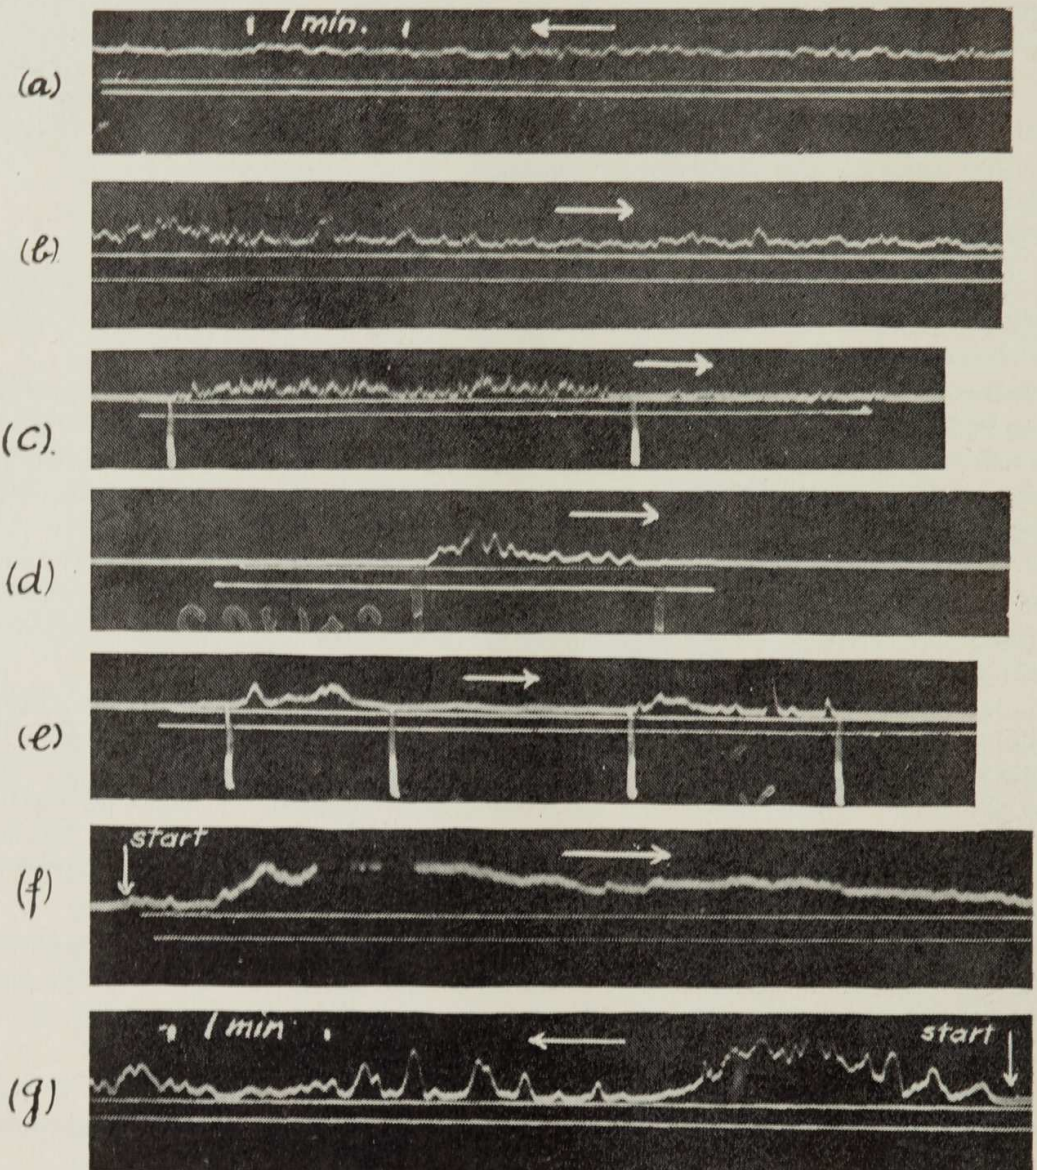 1 min.
(a)
(b).
(c).
(d)
(e)
start
(f)
1 min
start
(g)